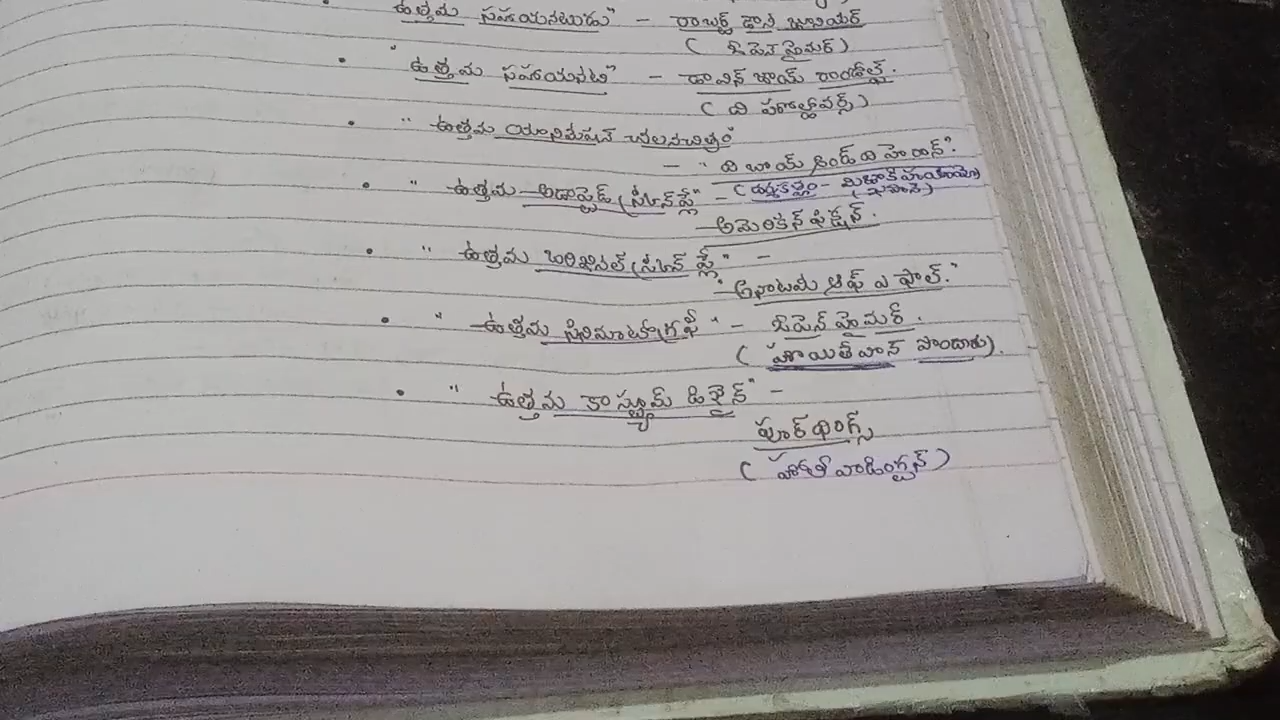 ఉత్తమ సహాయనటుడు" - రాబర్ట్ డౌనీ జూనియర్
( ఓపెన్ హైమర్ )
• " ఉత్తమ సహాయనటి" - డావిన్ జాయ్ రాండోల్ఫ్.
( ది హోల్డోవర్స్ )
• " ఉత్తమ యానిమేషన్ చలనచిత్రం
- " ది బాయ్ అండ్ ది హెరాన్".
• " ఉత్తమ అడాప్టెడ్ స్క్రీన్ ప్లే" - ( దర్శకత్వం -
అమెరికన్ ఫిక్షన్.
• " ఉత్తమ ఒరిజినల్ స్క్రీన్ ప్లే" -
"అనాటమీ ఆఫ్ ఎ ఫాల్."
• " ఉత్తమ సినిమాటోగ్రఫీ " - ఓపెన్ హైమర్.
( హోయితే వాన్ హొయిటెమా).
• " ఉత్తమ కాస్ట్యూమ్ డిజైన్" -
పూర్ థింగ్స్
( హోలీ వాడింగ్టన్ )